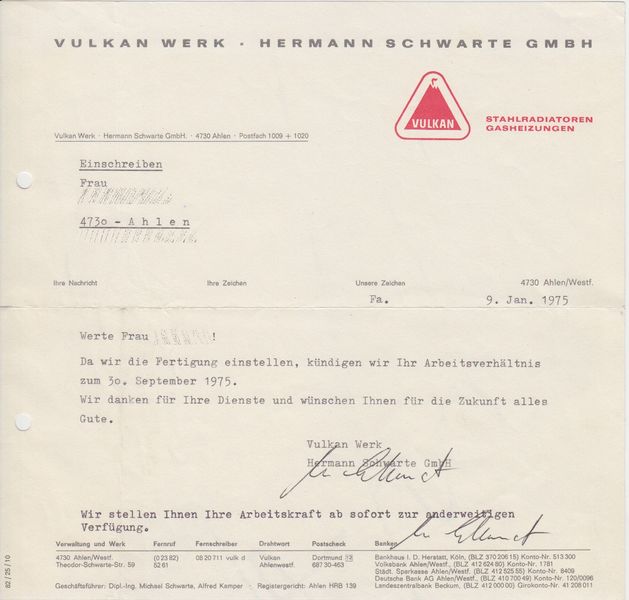 VULKAN WERK · HERMANN SCHWARTE GMBH
VULKAN
STAHLRADIATOREN
GASHEIZUNGEN
Vulkan Werk · Hermann Schwarte GmbH. · 4730 Ahlen · Postfach 1009 + 1020
Einschreiben
Frau
473o - Ahlen
Ihre Nachricht Ihre Zeichen Unsere Zeichen 4730 Ahlen/Westf.
Fa. 9. Jan. 1975
Werte Frau !
Da wir die Fertigung einstellen, kündigen wir Ihr Arbeitsverhältnis
zum 3o. September 1975.
Wir danken für Ihre Dienste und wünschen Ihnen für die Zukunft alles
Gute.
Vulkan Werk
Hermann Schwarte GmbH
Wir stellen Ihnen Ihre Arbeitskraft ab sofort zur anderweitigen
Verfügung.
Verwaltung und Werk Fernruf Fernschreiber Drahtwort Postscheck Banken
4730 Ahlen/Westf. (0 23 82) 08 20 711 vulk d Vulkan Dortmund Bankhaus I. D. Herstatt, Köln, (BLZ 370 206 15) Konto-Nr. 513 300
Theodor-Schwarte-Str. 59 52 61 Ahlenwestf. 687 30-463 Volksbank Ahlen/Westf., (BLZ 412 624 80) Konto-Nr. 1781
Städt. Sparkasse Ahlen/Westf., (BLZ 412 525 55) Konto-Nr. 8409
Deutsche Bank AG Ahlen/Westf., (BLZ 410 700 49) Konto-Nr. 120/0096
Geschäftsführer: Dipl.-Ing. Michael Schwarte, Alfred Kamper · Registergericht: Ahlen HRB 139 Landeszentralbank Beckum, (BLZ 412 000 00) Girokonto-Nr. 41 208 011
82 / 25 / 10